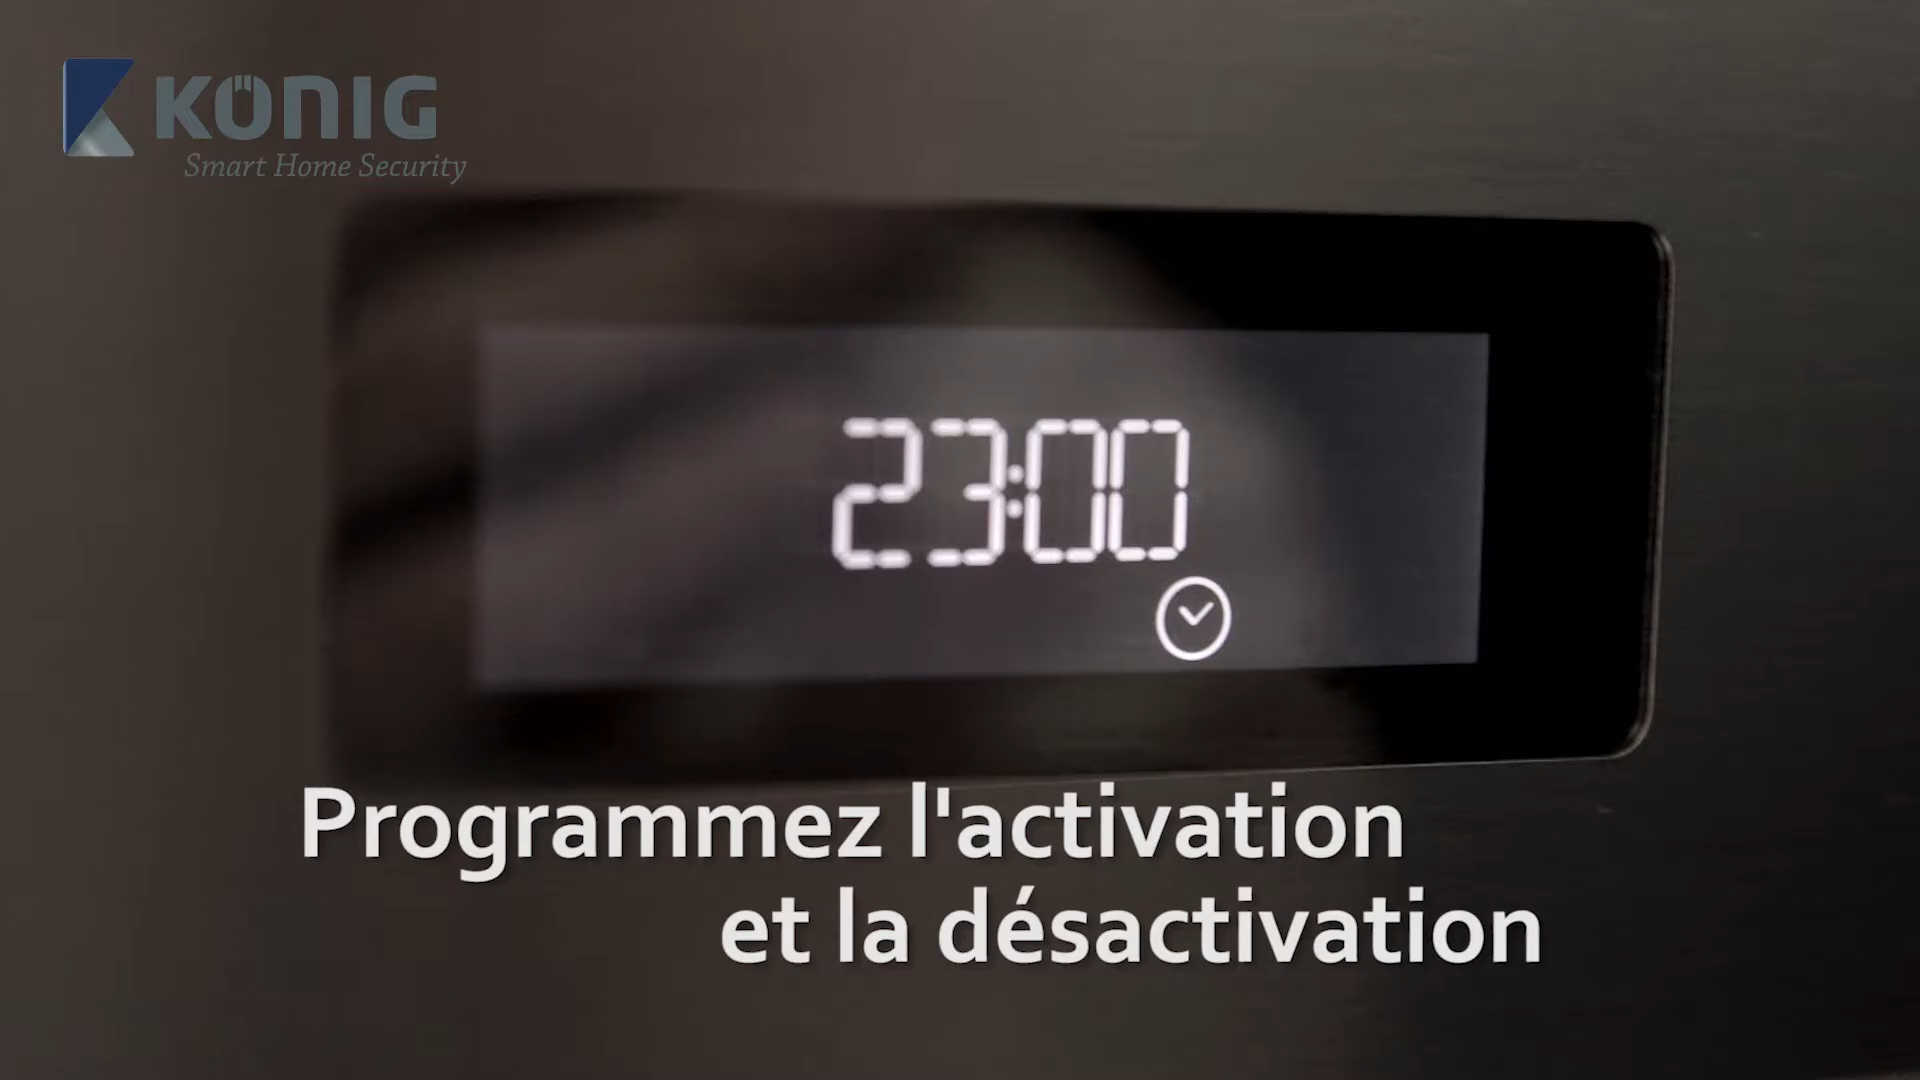 KÖNIG
Smart Home Security
23:00
Programmez l'activation
et la désactivation